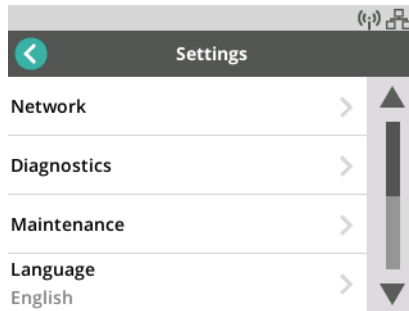 Settings
Network
Diagnostics
Maintenance
Language
English